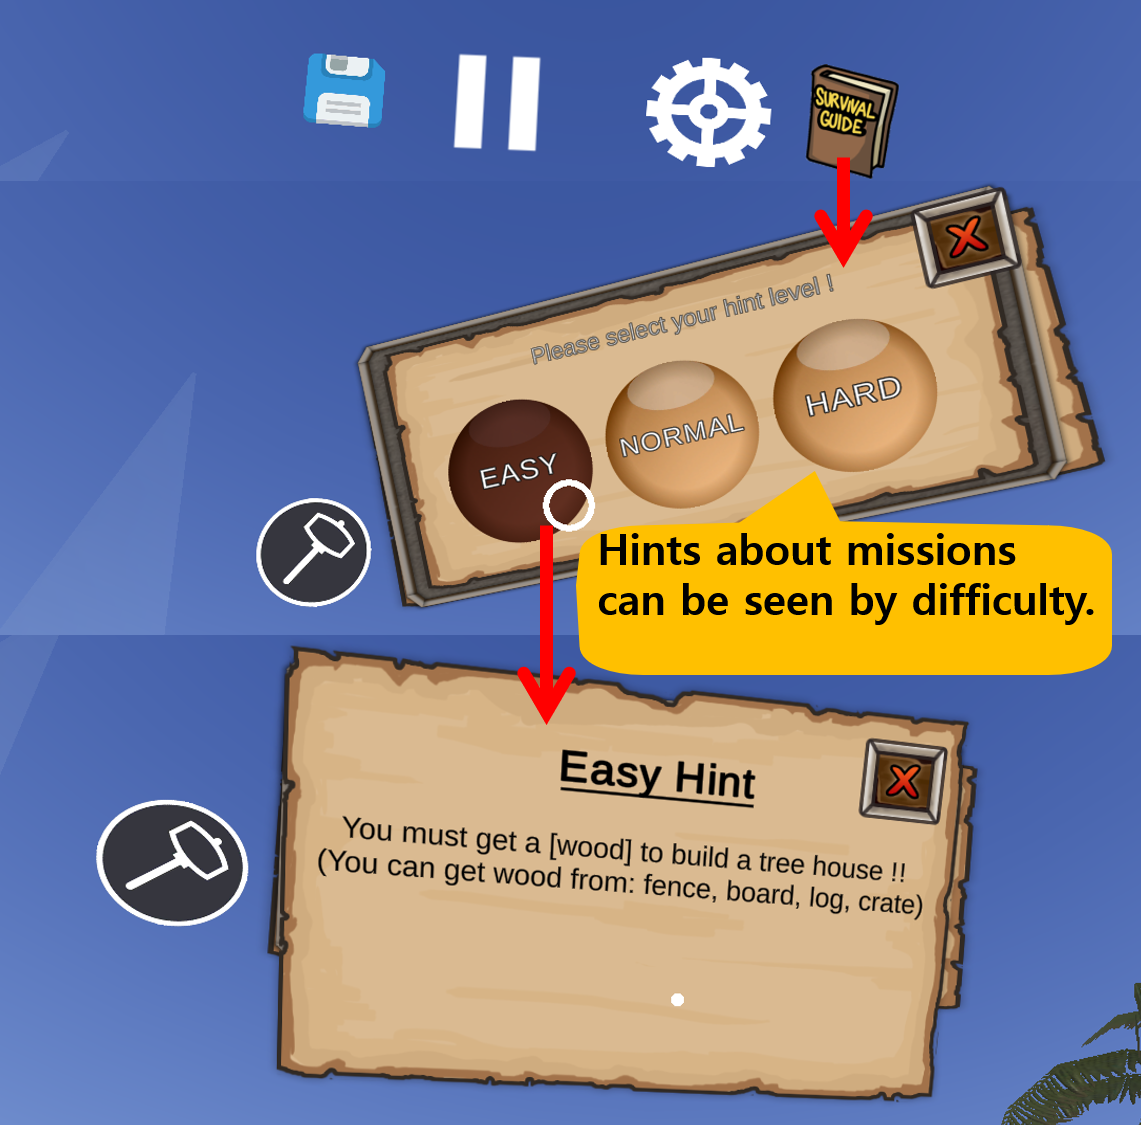 SURVIVAL
GUIDE
Please select your hint level !
EASY
NORMAL
HARD
Hints about missions
can be seen by difficulty.
Easy Hint
You must get a [wood] to build a tree house !!
(You can get wood from: fence, board, log, crate)